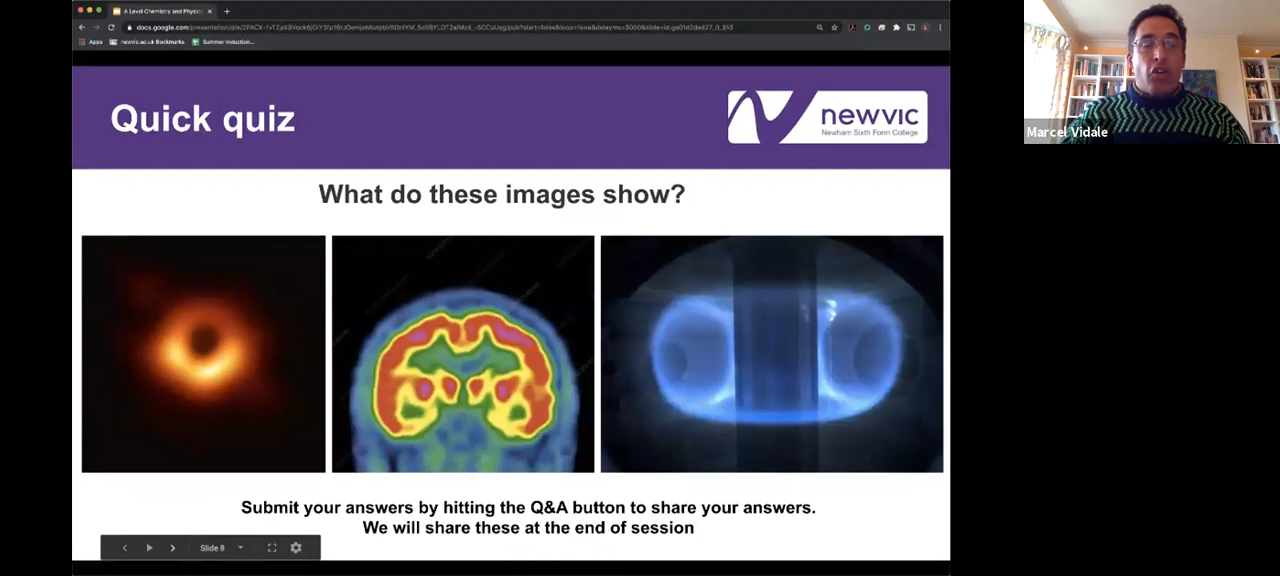 A Level Chemistry and Physic
Apps
newvic.ac.uk Bookmarks
Summer Induction...
Quick quiz
newvic
Newham Sixth Form College
Marcel Vidale
What do these images show?
Submit your answers by hitting the Q&A button to share your answers.
We will share these at the end of session
Slide 8